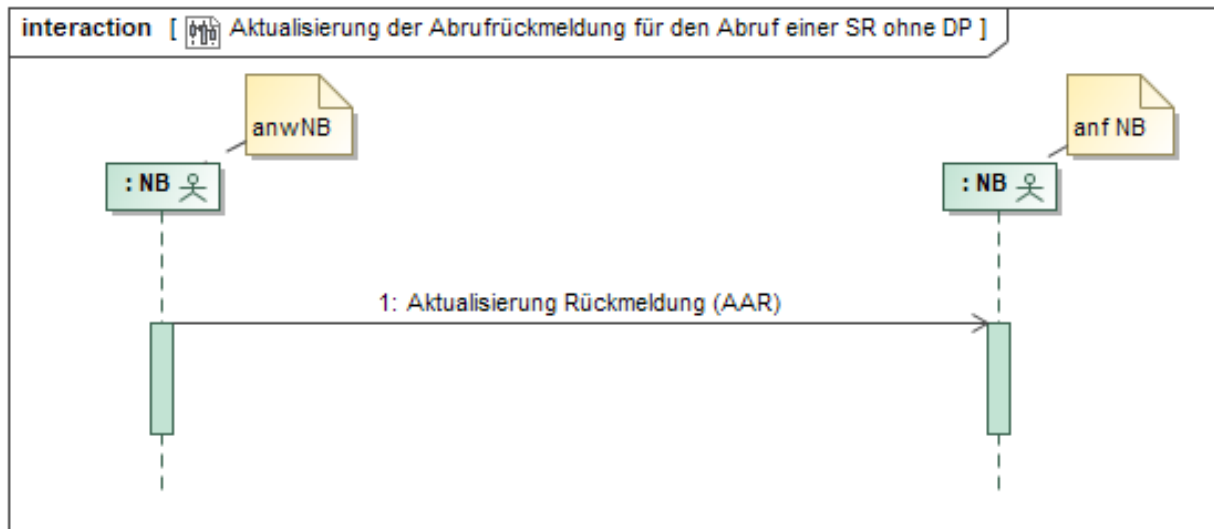 interaction [ Aktualisierung der Abrufrückmeldung für den Abruf einer SR ohne DP ]
anwNB
anf NB
: NB
: NB
1: Aktualisierung Rückmeldung (AAR)